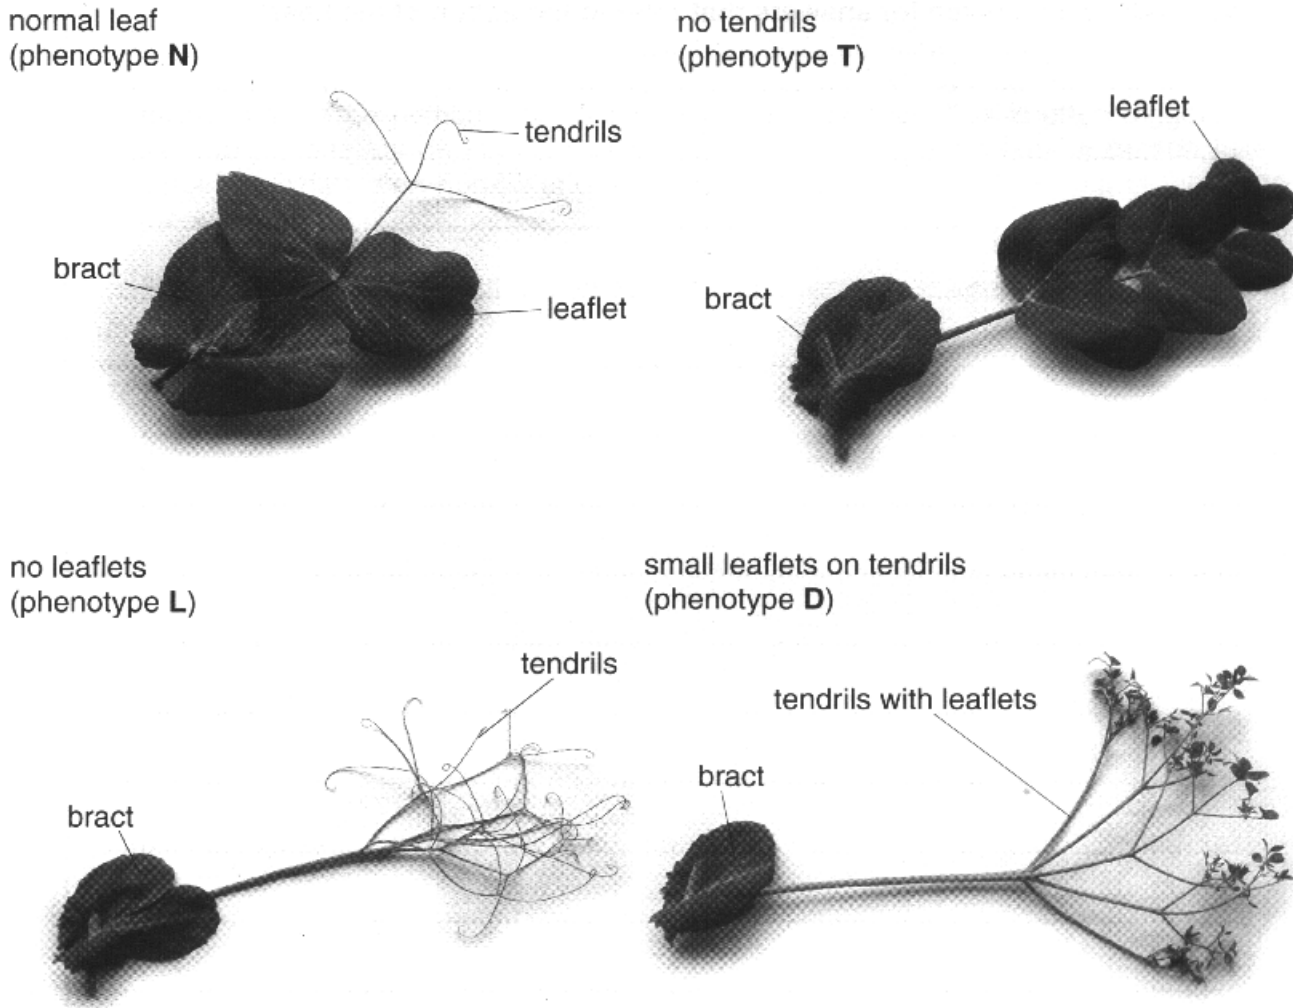 normal leaf
(phenotype N)
tendrils
bract
leaflet
no tendrils
(phenotype T)
leaflet
bract
no leaflets
(phenotype L)
tendrils
bract
small leaflets on tendrils
(phenotype D)
tendrils with leaflets
bract